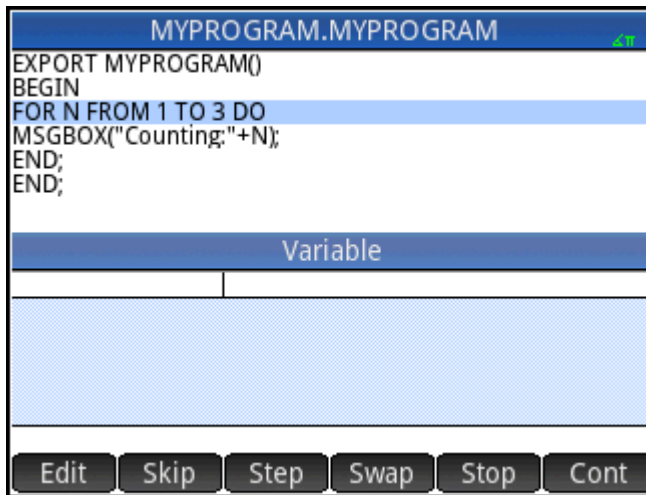 MYPROGRAM.MYPROGRAM
∡π
EXPORT MYPROGRAM()
BEGIN
FOR N FROM 1 TO 3 DO
MSGBOX("Counting:"+N);
END;
END;
Variable
Edit Skip Step Swap Stop Cont